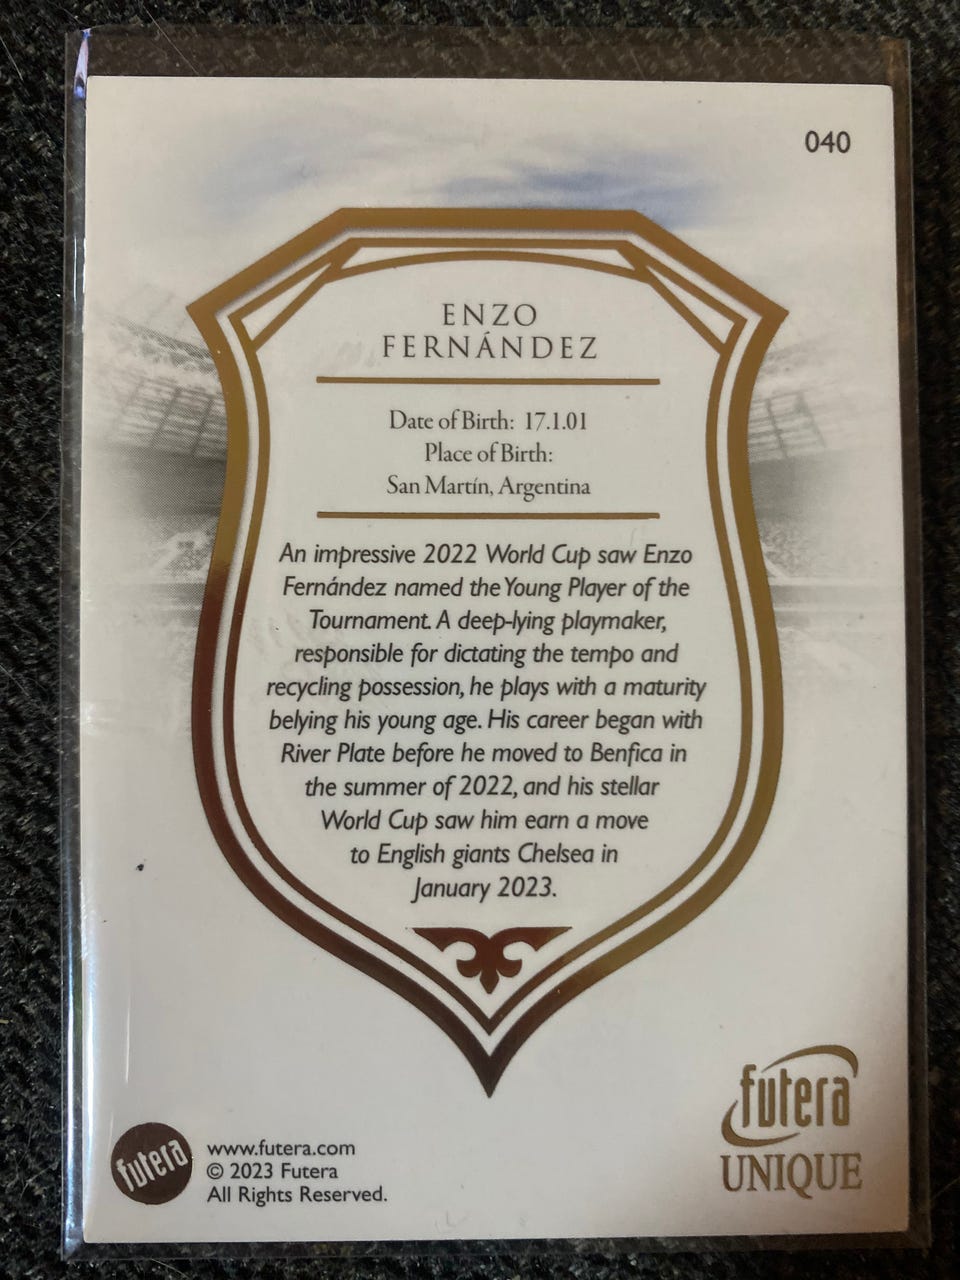 040
ENZO
FERNÁNDEZ
Date of Birth: 17.1.01
Place of Birth:
San Martín, Argentina
An impressive 2022 World Cup saw Enzo
Fernández named the Young Player of the
Tournament. A deep-lying playmaker,
responsible for dictating the tempo and
recycling possession, he plays with a maturity
belying his young age. His career began with
River Plate before he moved to Benfica in
the summer of 2022, and his stellar
World Cup saw him earn a move
to English giants Chelsea in
January 2023.
futera
UNIQUE
futera
www.futera.com
© 2023 Futera
All Rights Reserved.